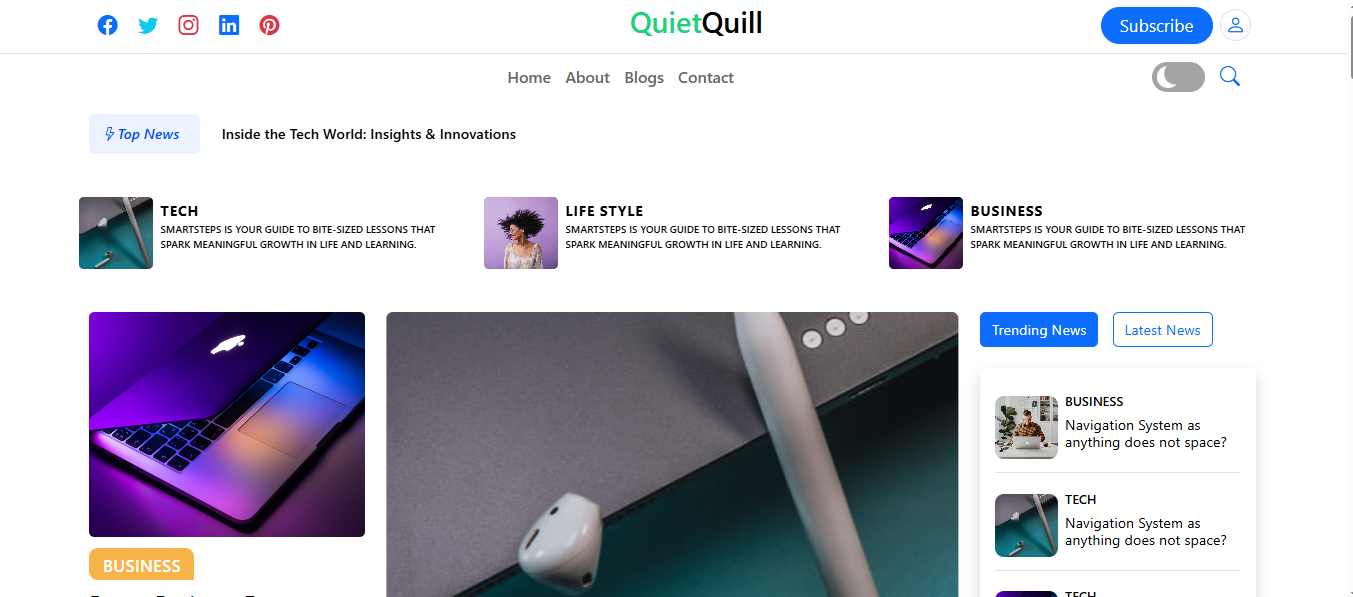 QuietQuill
Subscribe
Home About Blogs Contact
Top News
Inside the Tech World: Insights & Innovations
TECH
SMARTSTEPS IS YOUR GUIDE TO BITE-SIZED LESSONS THAT
SPARK MEANINGFUL GROWTH IN LIFE AND LEARNING.
LIFE STYLE
SMARTSTEPS IS YOUR GUIDE TO BITE-SIZED LESSONS THAT
SPARK MEANINGFUL GROWTH IN LIFE AND LEARNING.
BUSINESS
SMARTSTEPS IS YOUR GUIDE TO BITE-SIZED LESSONS THAT
SPARK MEANINGFUL GROWTH IN LIFE AND LEARNING.
BUSINESS
Trending News
Latest News
BUSINESS
Navigation System as
anything does not space?
TECH
Navigation System as
anything does not space?
TECH